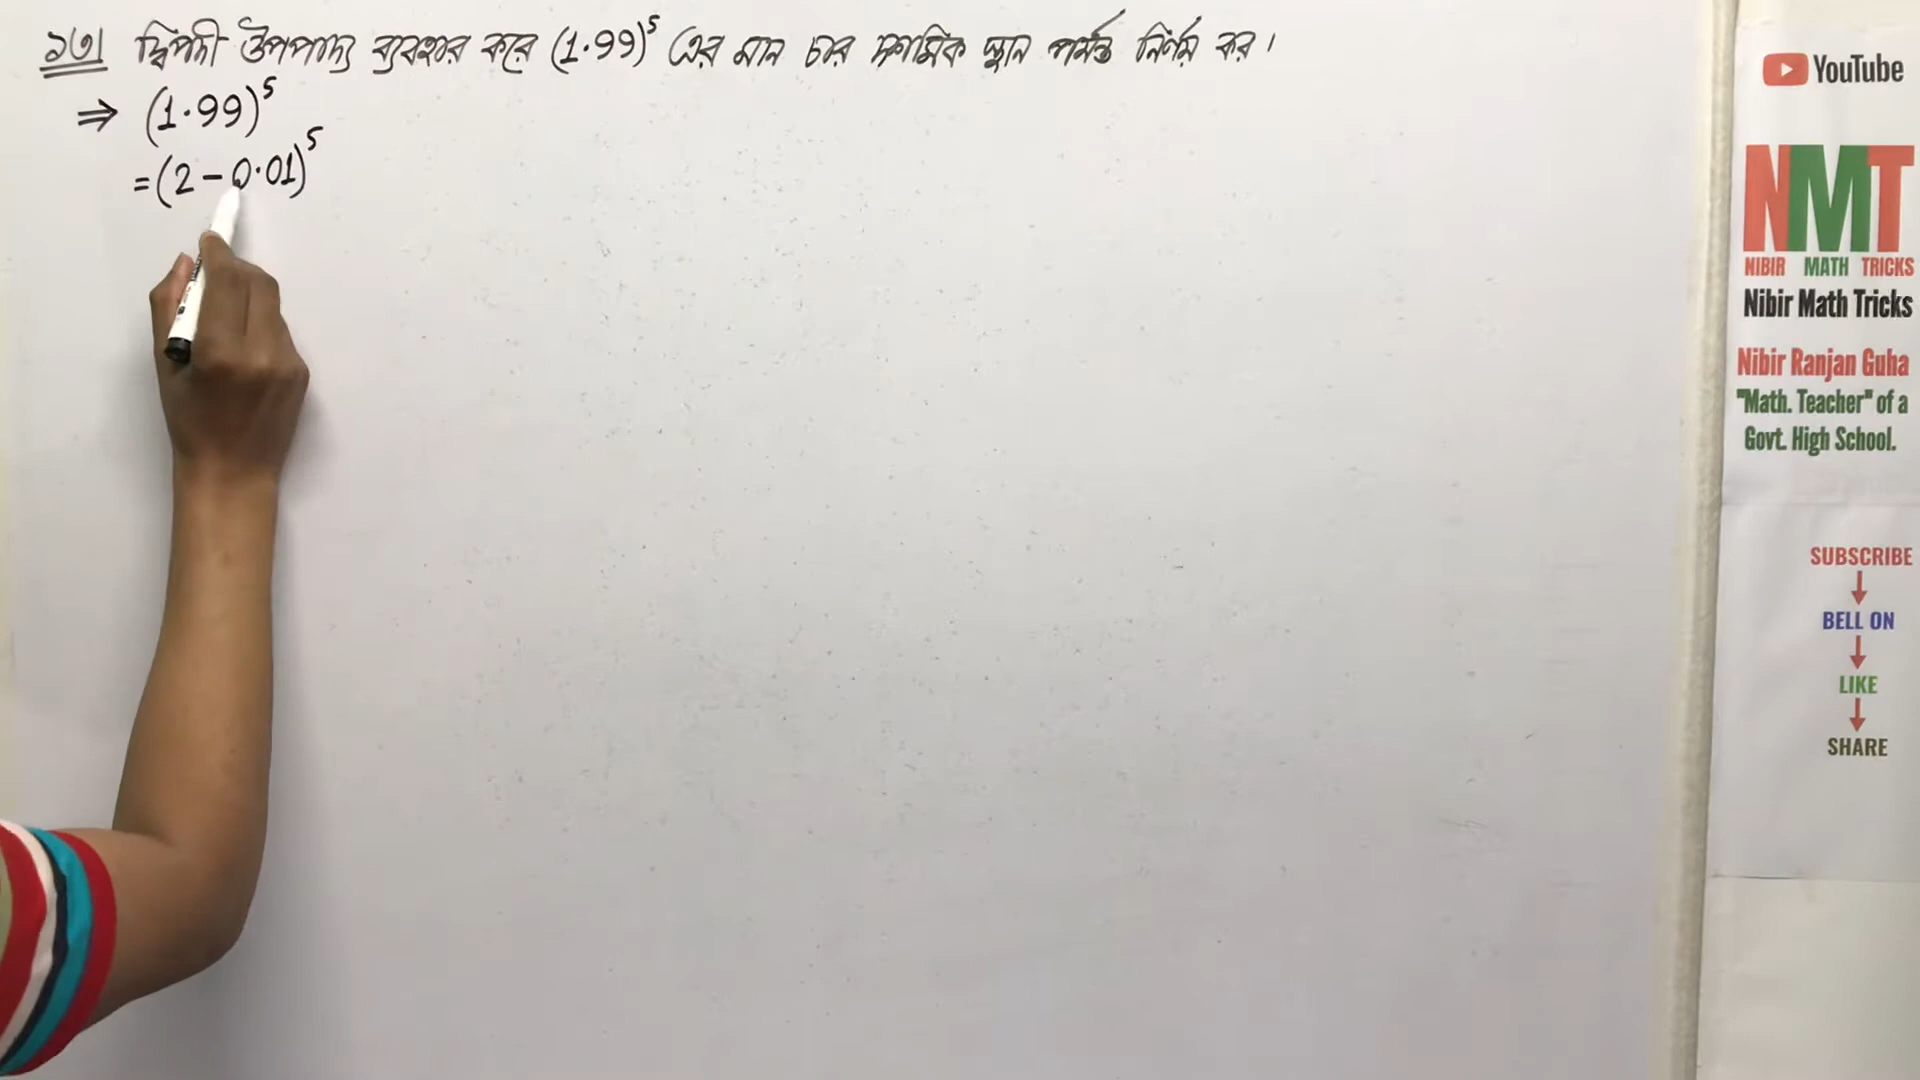 ১৩। দ্বিপদী উপপাদ্য ব্যবহার করে (1·99)⁵ এর মান চার দশমিক স্থান পর্যন্ত নির্ণয় কর।
⇒ (1·99)⁵
= (2 - 0·01)⁵
YouTube
NMT
NIBIR MATH TRICKS
Nibir Math Tricks
Nibir Ranjan Guha
"Math. Teacher" of a
Govt. High School.
SUBSCRIBE
↓
BELL ON
↓
LIKE
↓
SHARE